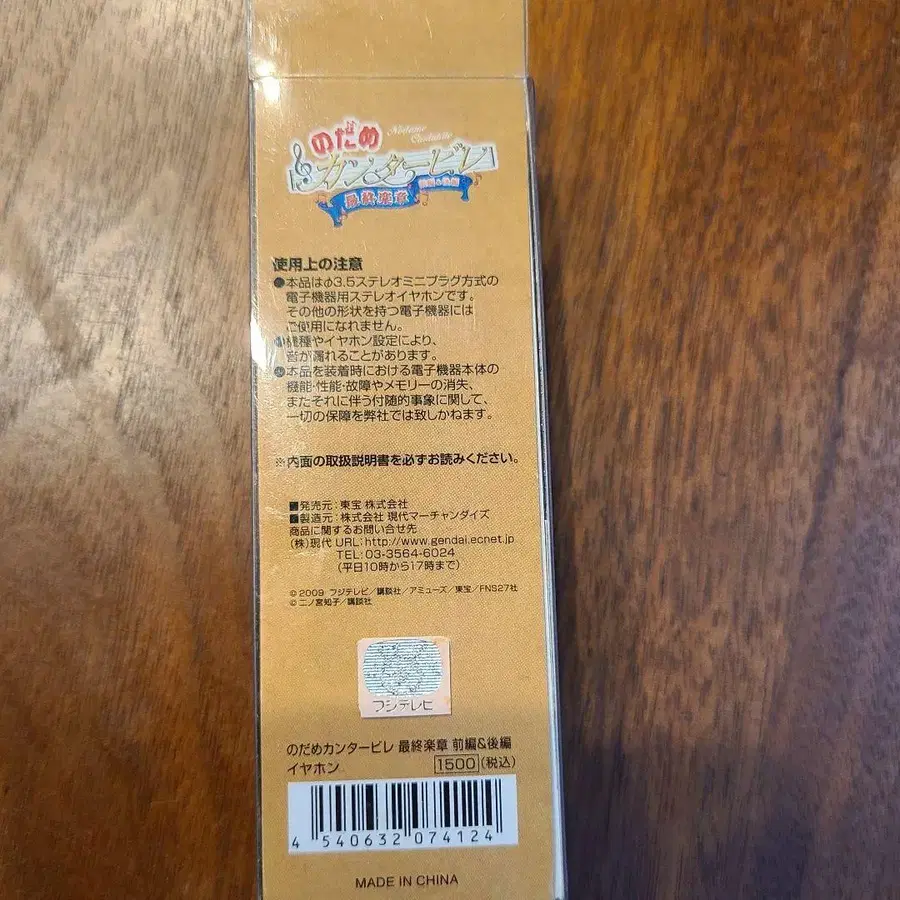 のだめ
Nodame Cantabile
カンタービレ
最終楽章 前編&後編
使用上の注意
●本品はφ3.5ステレオミニプラグ方式の
電子機器用ステレオイヤホンです。
その他の形状を持つ電子機器には
ご使用になれません。
●機種やイヤホン設定により、
音が漏れることがあります。
●本品を装着時における電子機器本体の
機能・性能・故障やメモリーの消失、
またそれに伴う付随的事象に関して、
一切の保障を弊社では致しかねます。
※内面の取扱説明書を必ずお読みください。
■発売元：東宝 株式会社
■製造元：株式会社 現代マーチャンダイズ
商品に関するお問い合せ先
(株)現代 URL:http://www.gendai.ecnet.jp
TEL:03-3564-6024
(平日10時から17時まで)
©2009 フジテレビ／講談社／アミューズ／東宝／FNS27社
©二ノ宮知子／講談社
フジテレビ
のだめカンタービレ 最終楽章 前編&後編
イヤホン 1500(税込)
4 540632 074124
MADE IN CHINA